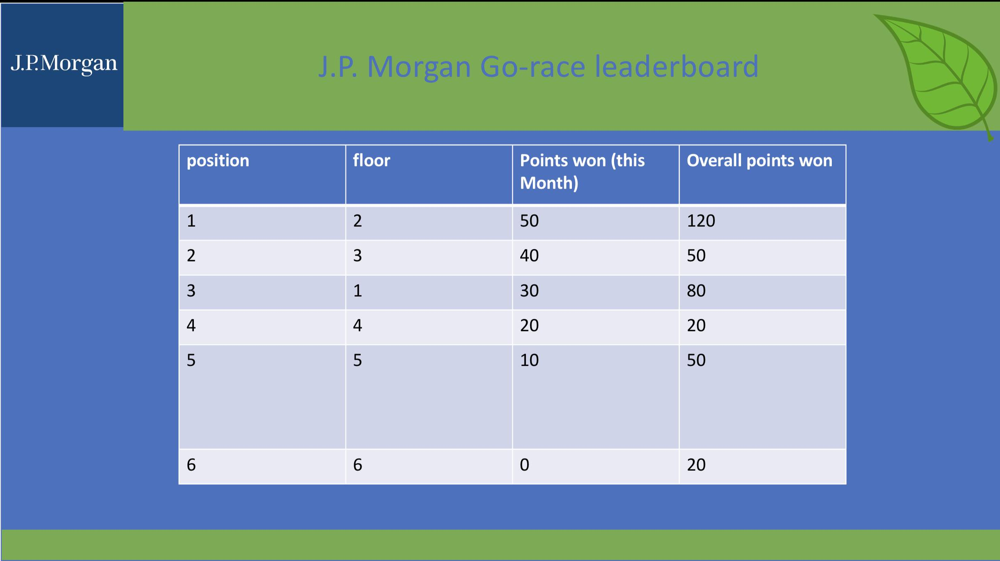 J.P.Morgan
J.P. Morgan Go-race leaderboard
position floor Points won (this Month) Overall points won
1 2 50 120
2 3 40 50
3 1 30 80
4 4 20 20
5 5 10 50
6 6 0 20